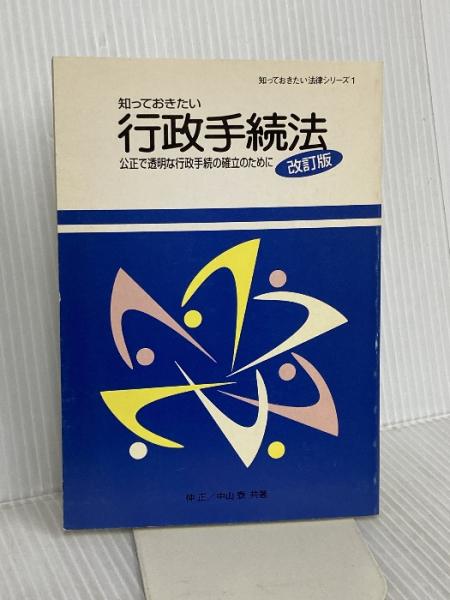 知っておきたい法律シリーズ1
知っておきたい
行政手続法
公正で透明な行政手続の確立のために
改訂版
仲 正/中山 泰 共著